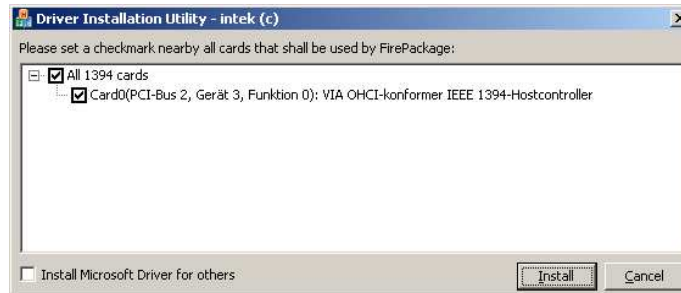 Driver Installation Utility - intek (c)
Please set a checkmark nearby all cards that shall be used by FirePackage:
All 1394 cards
Card0(PCI-Bus 2, Gerät 3, Funktion 0): VIA OHCI-konformer IEEE 1394-Hostcontroller
Install Microsoft Driver for others
Install
Cancel